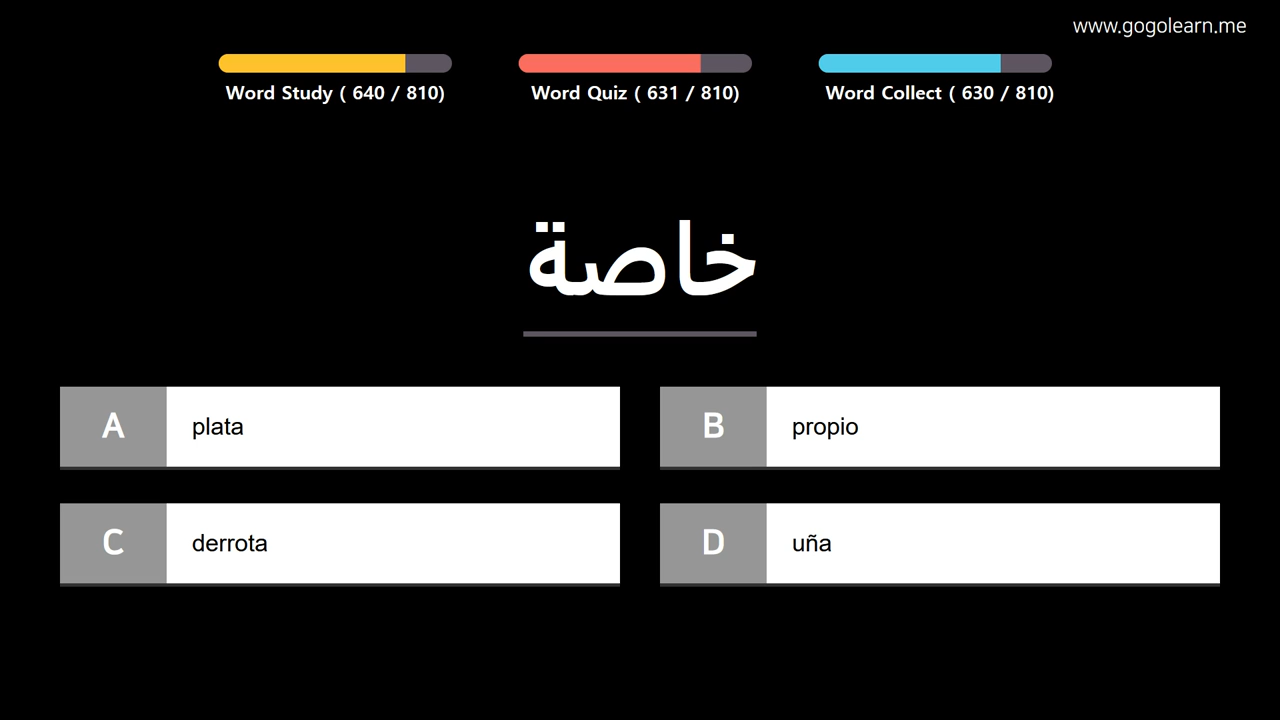 www.gogolearn.me
Word Study ( 640 / 810)
Word Quiz ( 631 / 810)
Word Collect ( 630 / 810)
خاصة
A plata
B propio
C derrota
D uña